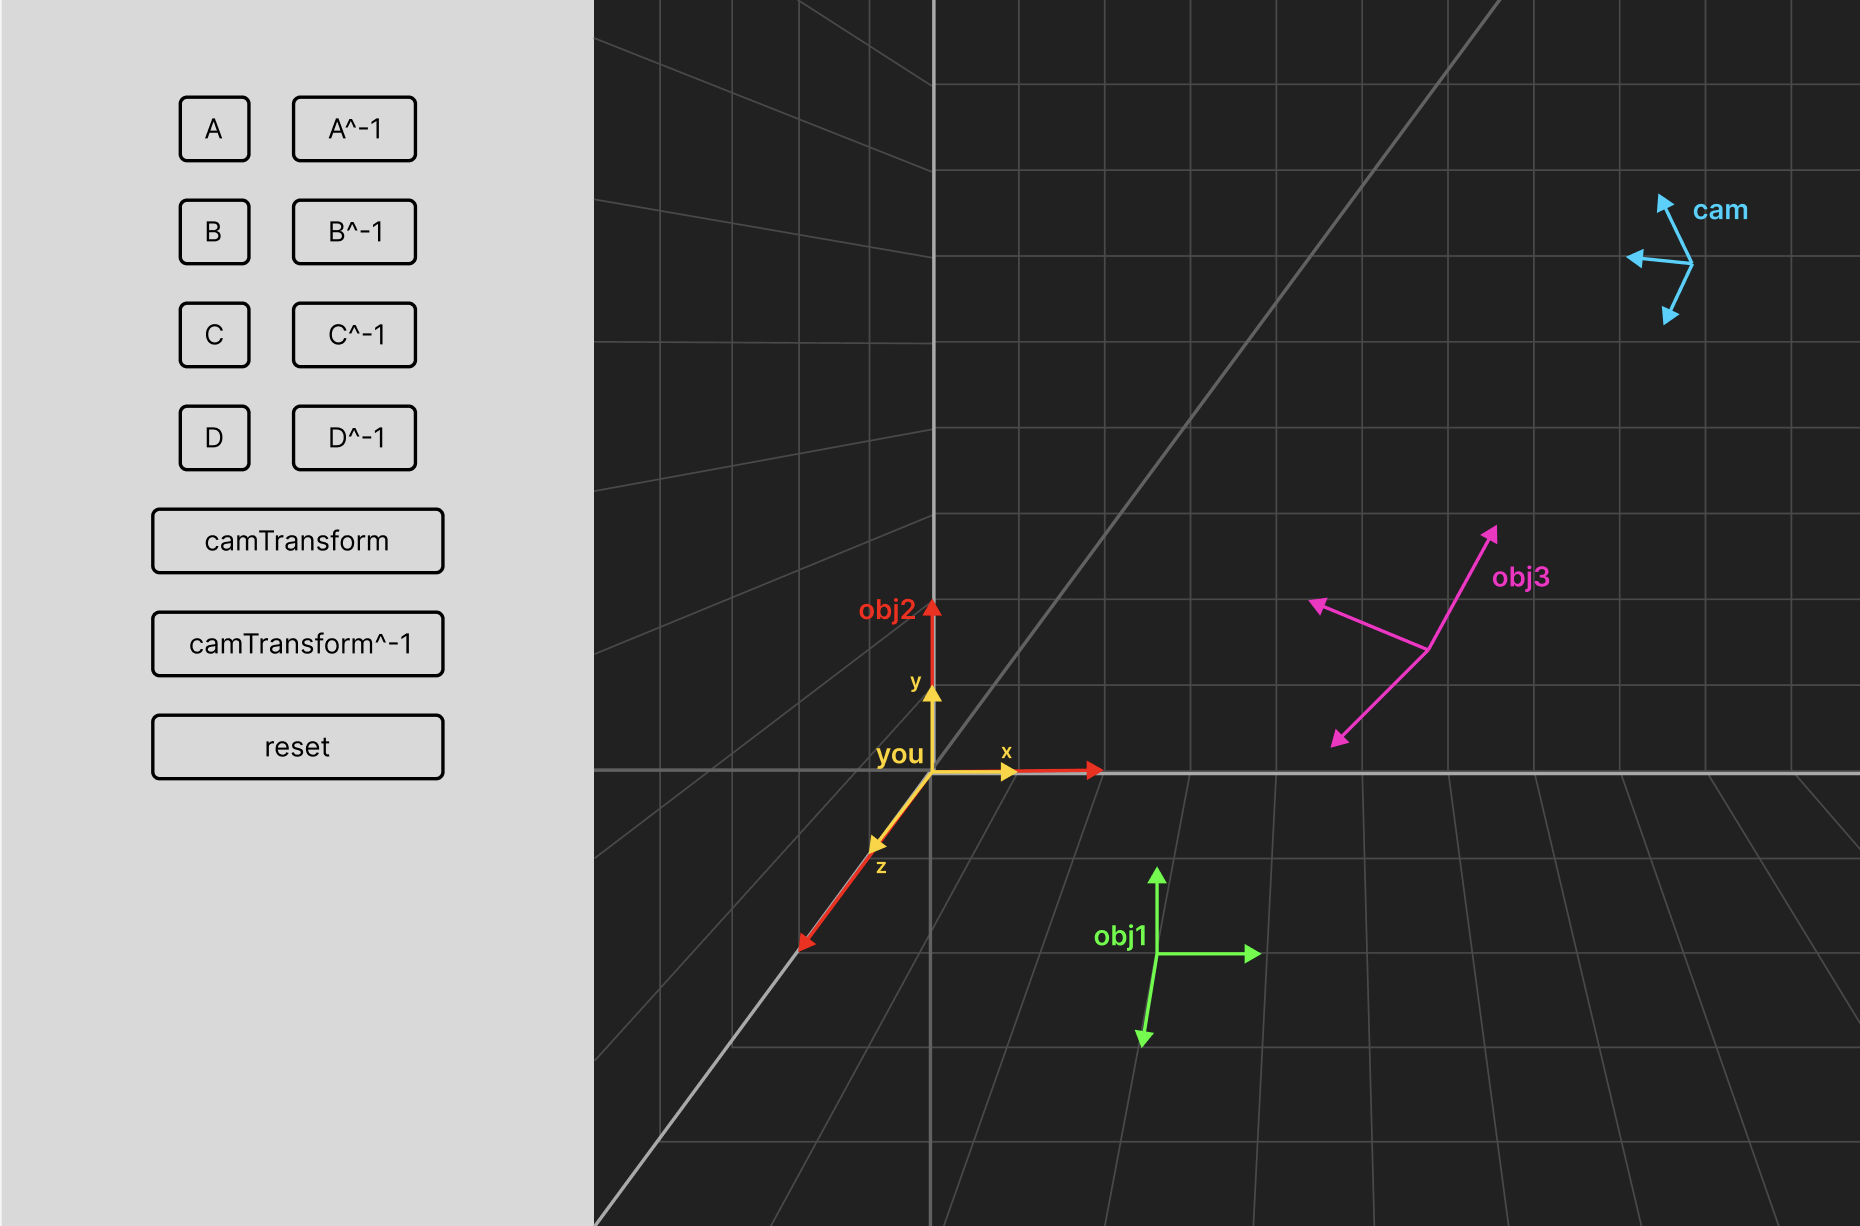 A
A^-1
B
B^-1
C
C^-1
D
D^-1
camTransform
camTransform^-1
reset
cam
obj3
obj2
y
you
x
z
obj1